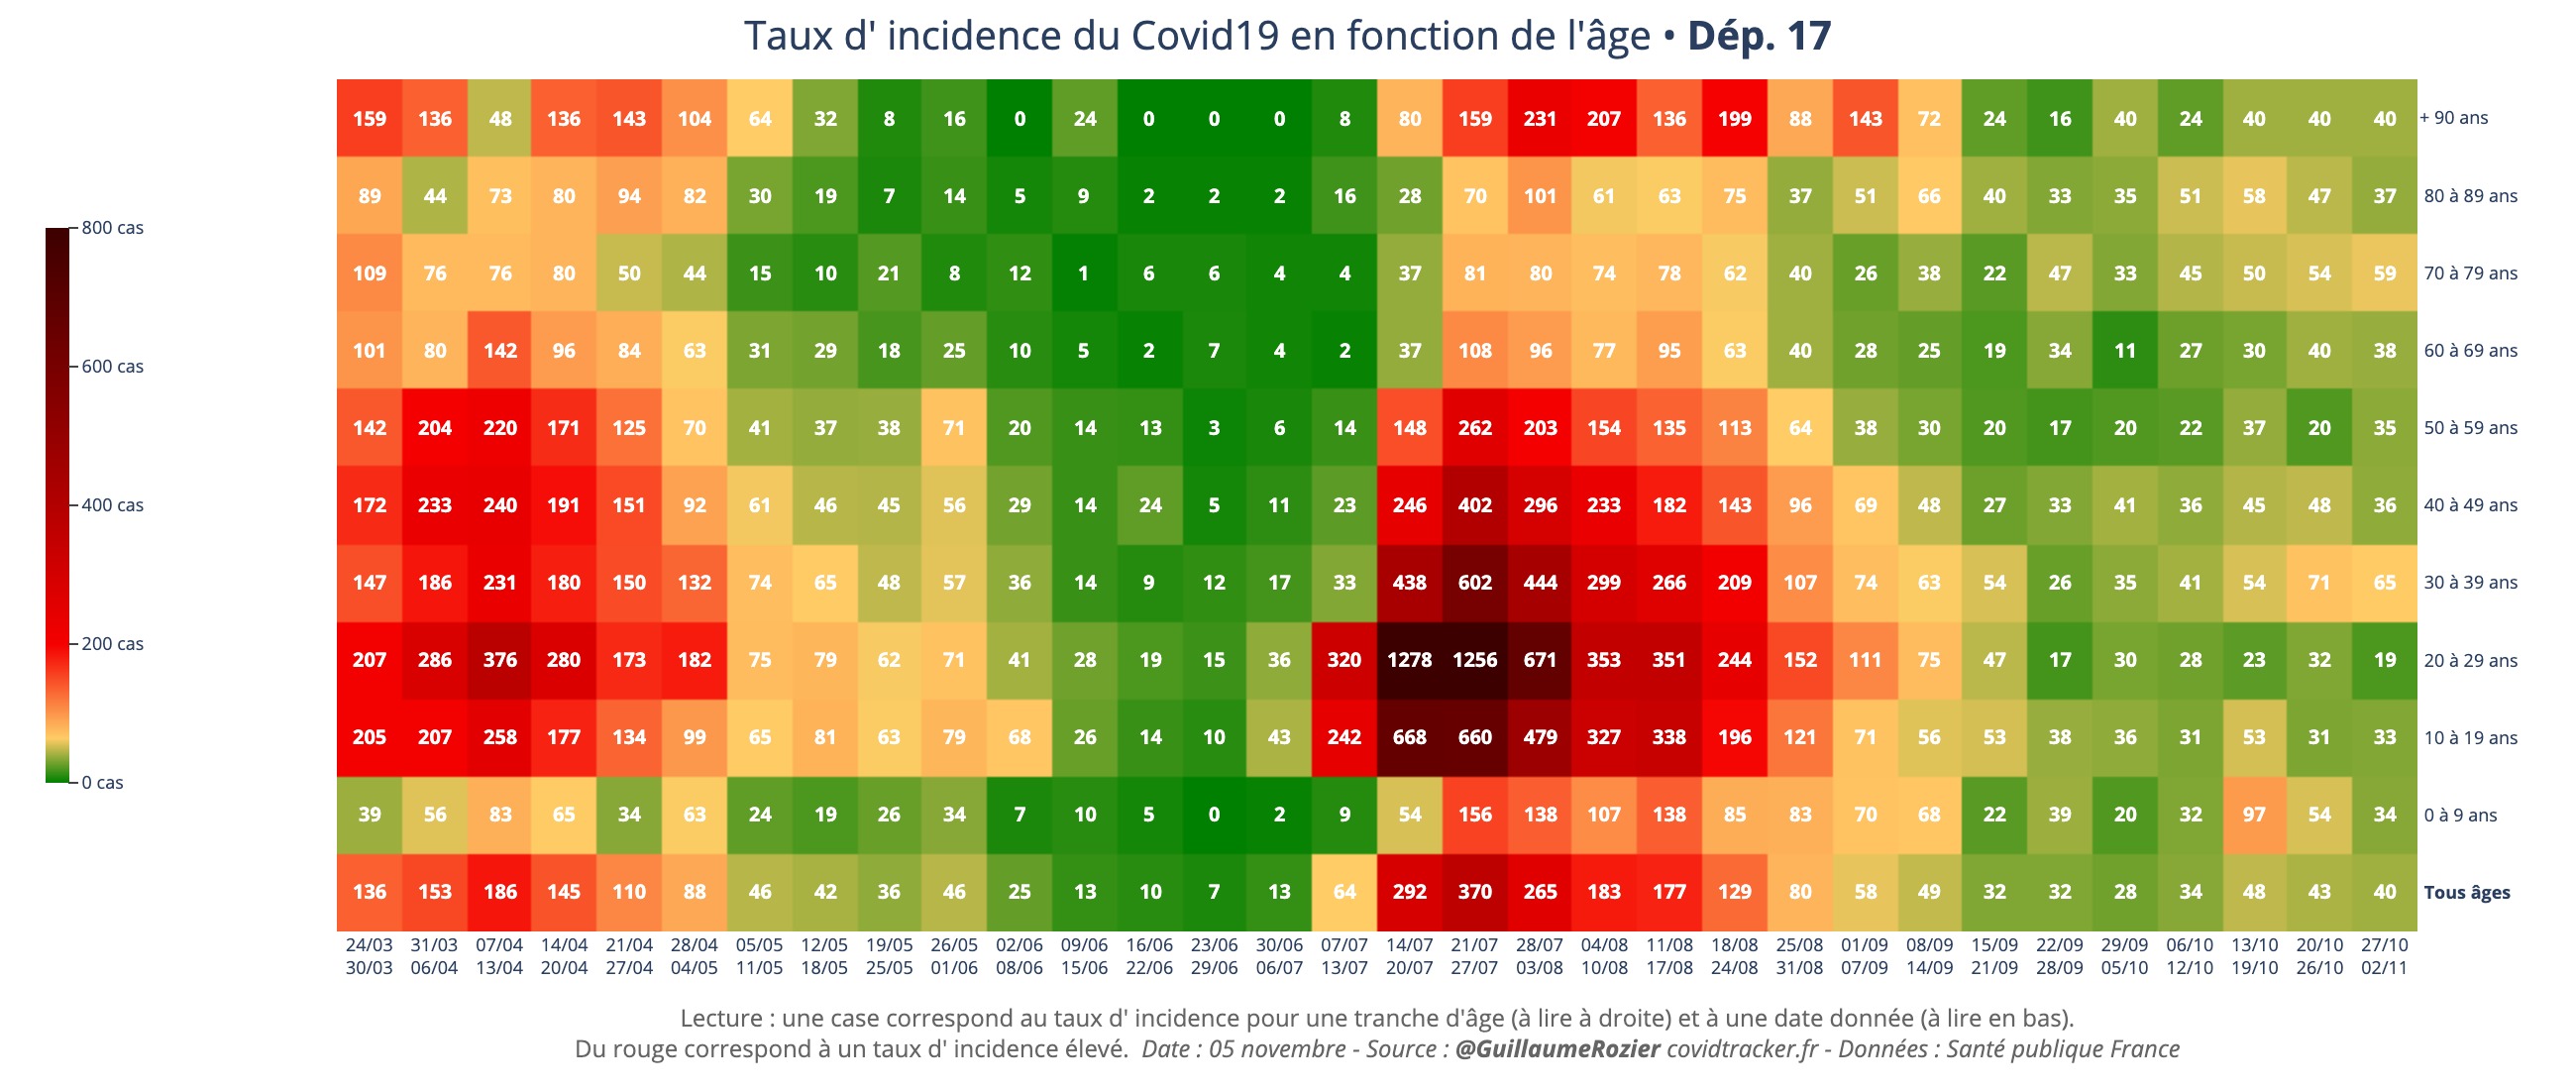 Taux d' incidence du Covid19 en fonction de l'âge • Dép. 17
800 cas
600 cas
400 cas
200 cas
0 cas
159 136 48 136 143 104 64 32 8 16 0 24 0 0 0 8 80 159 231 207 136 199 88 143 72 24 16 40 24 40 40 40 + 90 ans
89 44 73 80 94 82 30 19 7 14 5 9 2 2 2 16 28 70 101 61 63 75 37 51 66 40 33 35 51 58 47 37 80 à 89 ans
109 76 76 80 50 44 15 10 21 8 12 1 6 6 4 4 37 81 80 74 78 62 40 26 38 22 47 33 45 50 54 59 70 à 79 ans
101 80 142 96 84 63 31 29 18 25 10 5 2 7 4 2 37 108 96 77 95 63 40 28 25 19 34 11 27 30 40 38 60 à 69 ans
142 204 220 171 125 70 41 37 38 71 20 14 13 3 6 14 148 262 203 154 135 113 64 38 30 20 17 20 22 37 20 35 50 à 59 ans
172 233 240 191 151 92 61 46 45 56 29 14 24 5 11 23 246 402 296 233 182 143 96 69 48 27 33 41 36 45 48 36 40 à 49 ans
147 186 231 180 150 132 74 65 48 57 36 14 9 12 17 33 438 602 444 299 266 209 107 74 63 54 26 35 41 54 71 65 30 à 39 ans
207 286 376 280 173 182 75 79 62 71 41 28 19 15 36 320 1278 1256 671 353 351 244 152 111 75 47 17 30 28 23 32 19 20 à 29 ans
205 207 258 177 134 99 65 81 63 79 68 26 14 10 43 242 668 660 479 327 338 196 121 71 56 53 38 36 31 53 31 33 10 à 19 ans
39 56 83 65 34 63 24 19 26 34 7 10 5 0 2 9 54 156 138 107 138 85 83 70 68 22 39 20 32 97 54 34 0 à 9 ans
136 153 186 145 110 88 46 42 36 46 25 13 10 7 13 64 292 370 265 183 177 129 80 58 49 32 32 28 34 48 43 40 Tous âges
24/03 31/03 07/04 14/04 21/04 28/04 05/05 12/05 19/05 26/05 02/06 09/06 16/06 23/06 30/06 07/07 14/07 21/07 28/07 04/08 11/08 18/08 25/08 01/09 08/09 15/09 22/09 29/09 06/10 13/10 20/10 27/10
30/03 06/04 13/04 20/04 27/04 04/05 11/05 18/05 25/05 01/06 08/06 15/06 22/06 29/06 06/07 13/07 20/07 27/07 03/08 10/08 17/08 24/08 31/08 07/09 14/09 21/09 28/09 05/10 12/10 19/10 26/10 02/11
Lecture : une case correspond au taux d' incidence pour une tranche d'âge (à lire à droite) et à une date donnée (à lire en bas).
Du rouge correspond à un taux d' incidence élevé. Date : 05 novembre - Source : @GuillaumeRozier covidtracker.fr - Données : Santé publique France